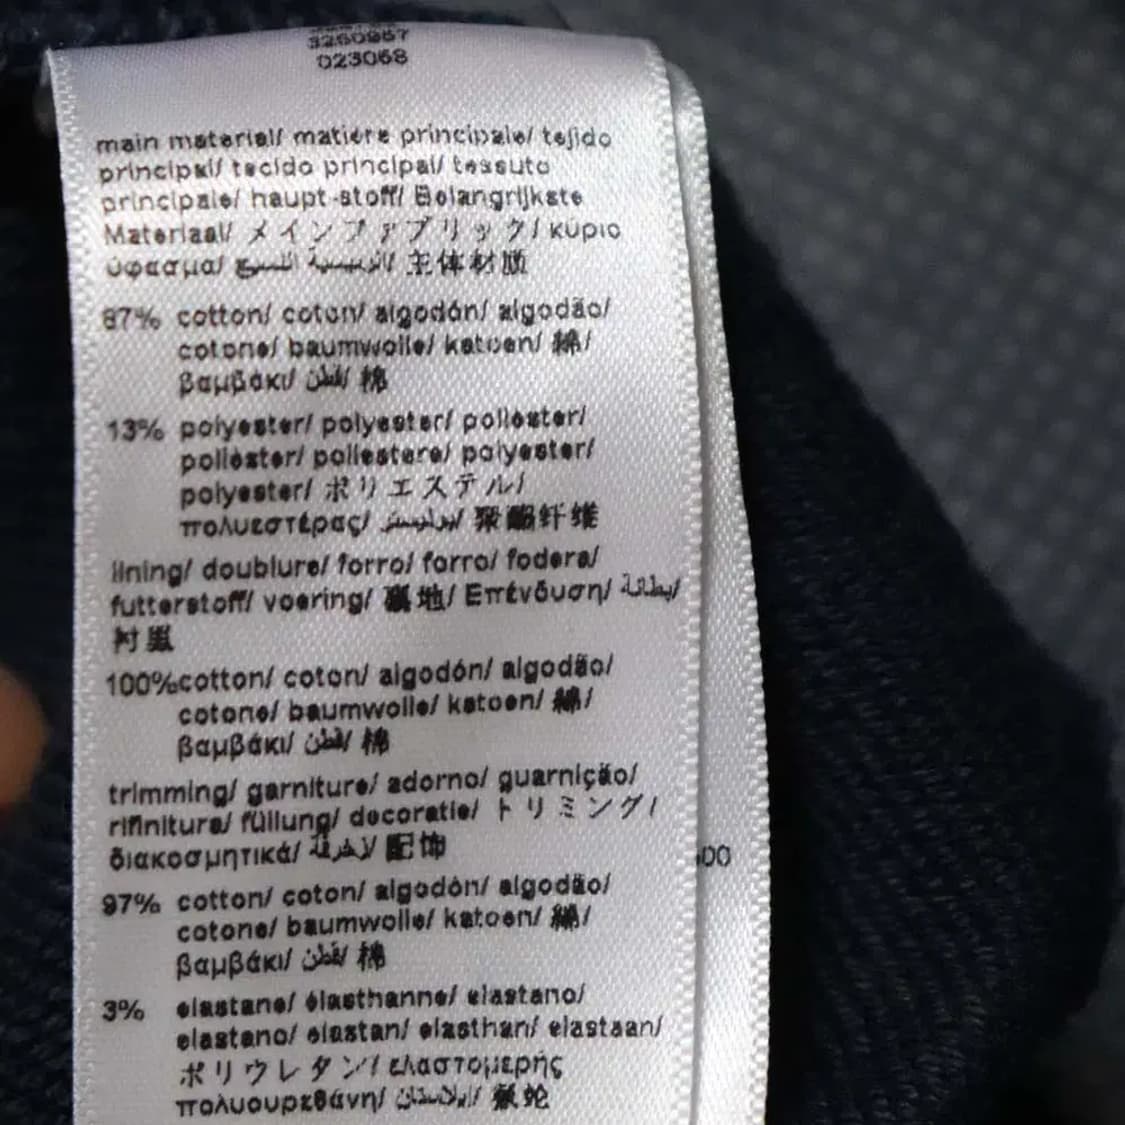 023068
main material/ matière principale/ tejido
principal/ tecido principal/ tessuto
principale/ haupt-stoff/ Belangrijkste
Materiaal/ メインファブリック/ κύριο
ύφασμα/ النسيج الرئيسية/ 主体材质
87% cotton/ coton/ algodón/ algodão/
cotone/ baumwolle/ katoen/ 綿/
βαμβάκι/ قطن/ 棉
13% polyester/ polyester/ poliéster/
poliéster/ poliestere/ polyester/
polyester/ ポリエステル/
πολυεστέρας/ بوليستر/ 聚酯纤维
lining/ doublure/ forro/ forro/ fodera/
futterstoff/ voering/ 裏地/ Επένδυση/ بطانة/
衬里
100%cotton/ coton/ algodón/ algodão/
cotone/ baumwolle/ katoen/ 綿/
βαμβάκι/ قطن/ 棉
trimming/ garniture/ adorno/ guarnição/
rifinitura/ füllung/ decoratie/ トリミング/
διακοσμητικά/ زخرفة/ 配饰
97% cotton/ coton/ algodón/ algodão/
cotone/ baumwolle/ katoen/ 綿/
βαμβάκι/ قطن/ 棉
3% elastane/ élasthanne/ elastano/
elastano/ elastan/ elasthan/ elastaan/
ポリウレタン/ ελαστομερής
πολυουρεθάνη/ إيلاستان/ 氨纶